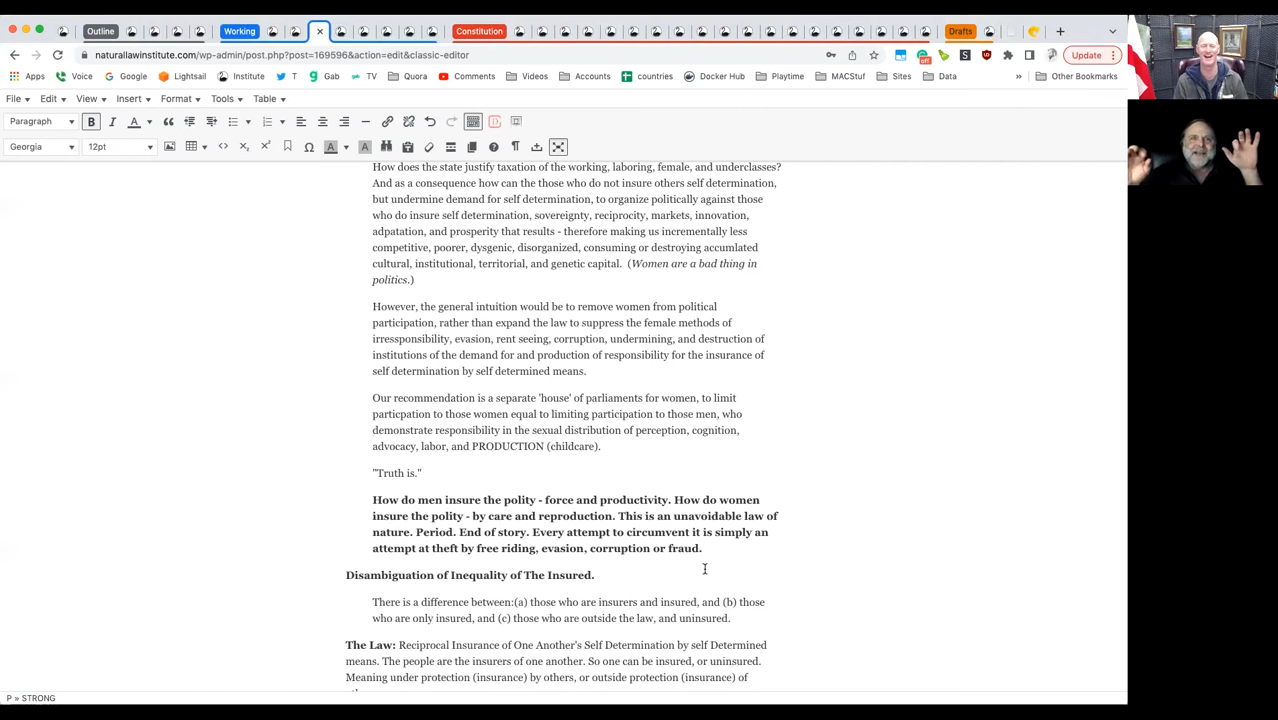 Outline
Working
Constitution
Drafts
naturallawinstitute.com/wp-admin/post.php?post=169596&action=edit&classic-editor
off
Update
Apps Voice Google Lightsail Institute T Gab TV Quora Comments Videos Accounts countries Docker Hub Playtime MACStuf Sites Data » Other Bookmarks
File Edit View Insert Format Tools Table
Paragraph B I A
Georgia 12pt A A
How does the state justify taxation of the working, laboring, female, and underclasses?
And as a consequence how can the those who do not insure others self determination,
but undermine demand for self determination, to organize politically against those
who do insure self determination, sovereignty, reciprocity, markets, innovation,
adpatation, and prosperity that results - therefore making us incrementally less
competitive, poorer, dysgenic, disorganized, consuming or destroying accumlated
cultural, institutional, territorial, and genetic capital. (Women are a bad thing in
politics.)
However, the general intuition would be to remove women from political
participation, rather than expand the law to suppress the female methods of
irressponsibility, evasion, rent seeing, corruption, undermining, and destruction of
institutions of the demand for and production of responsibility for the insurance of
self determination by self determined means.
Our recommendation is a separate 'house' of parliaments for women, to limit
particpation to those women equal to limiting participation to those men, who
demonstrate responsibility in the sexual distribution of perception, cognition,
advocacy, labor, and PRODUCTION (childcare).
"Truth is."
How do men insure the polity - force and productivity. How do women
insure the polity - by care and reproduction. This is an unavoidable law of
nature. Period. End of story. Every attempt to circumvent it is simply an
attempt at theft by free riding, evasion, corruption or fraud.
Disambiguation of Inequality of The Insured.
There is a difference between:(a) those who are insurers and insured, and (b) those
who are only insured, and (c) those who are outside the law, and uninsured.
The Law: Reciprocal Insurance of One Another's Self Determination by self Determined
means. The people are the insurers of one another. So one can be insured, or uninsured.
Meaning under protection (insurance) by others, or outside protection (insurance) of
P » STRONG